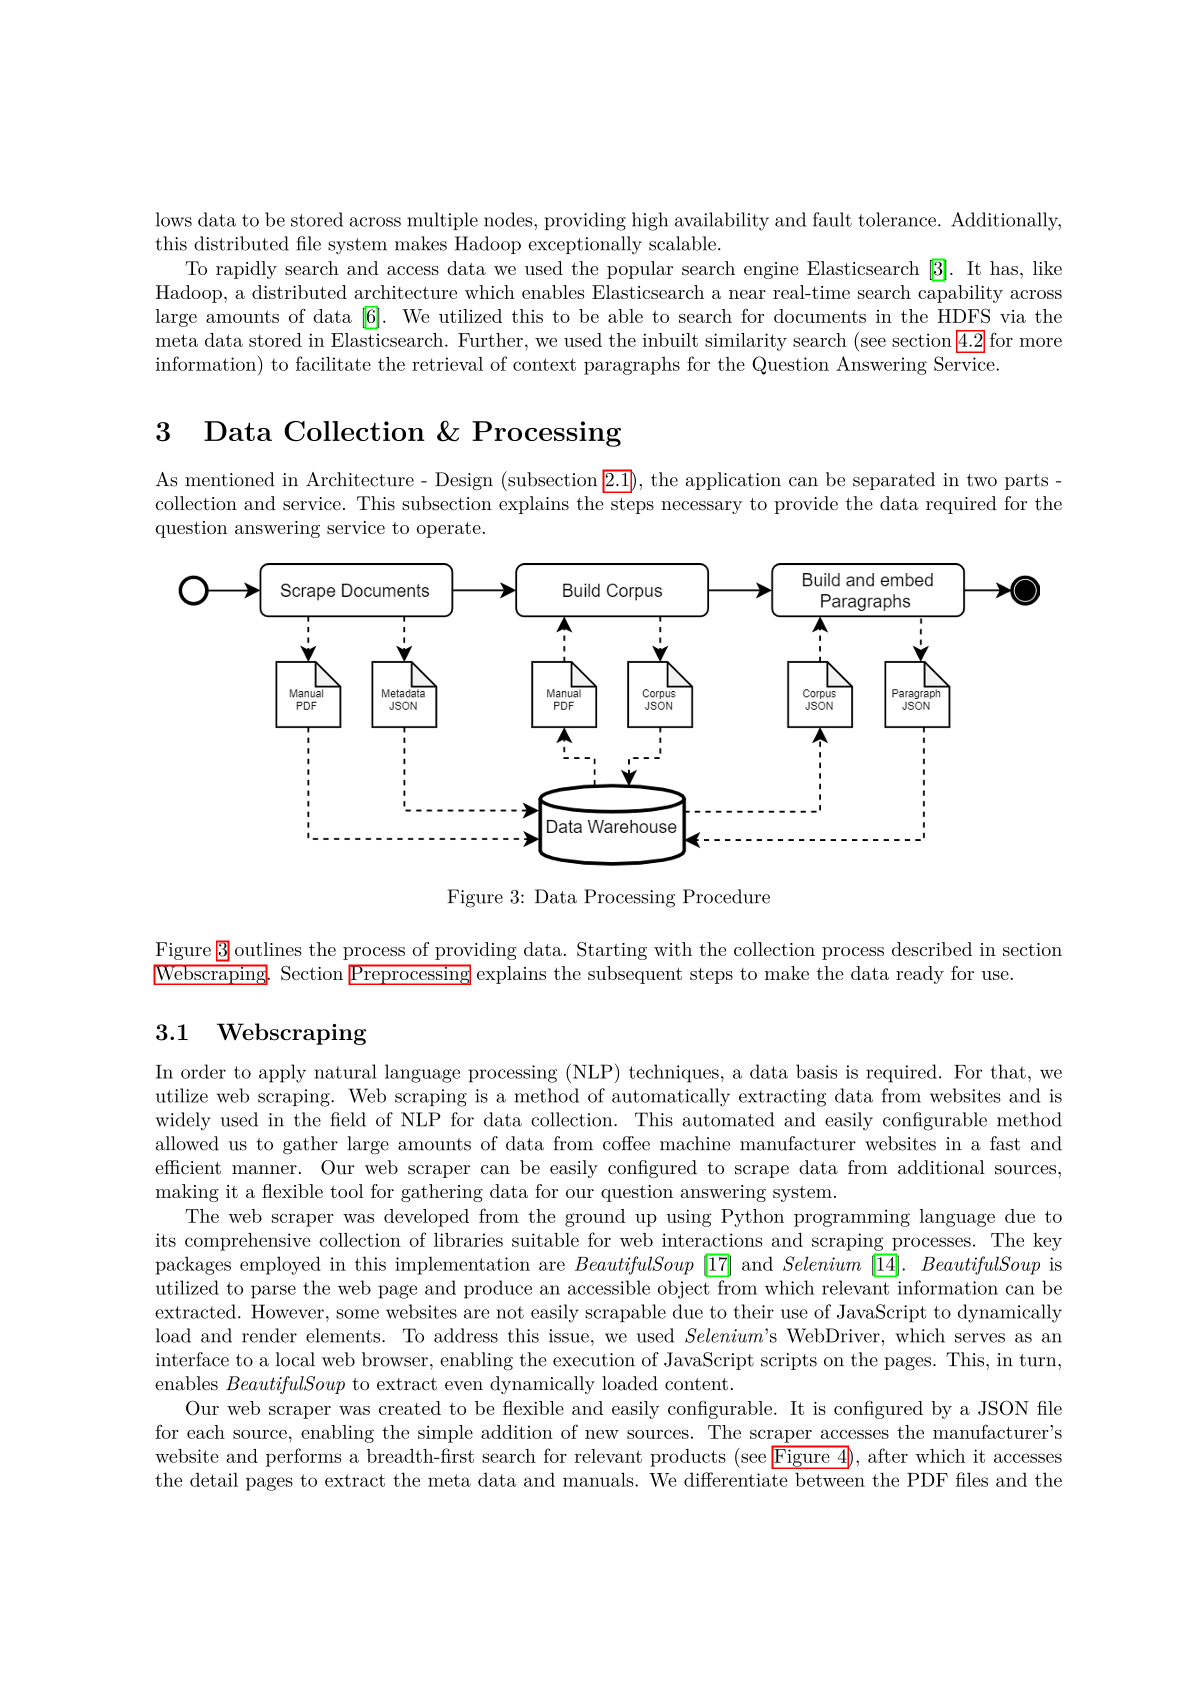 lows data to be stored across multiple nodes, providing high availability and fault tolerance. Additionally,
this distributed file system makes Hadoop exceptionally scalable.
To rapidly search and access data we used the popular search engine Elasticsearch [3]. It has, like
Hadoop, a distributed architecture which enables Elasticsearch a near real-time search capability across
large amounts of data [6]. We utilized this to be able to search for documents in the HDFS via the
meta data stored in Elasticsearch. Further, we used the inbuilt similarity search (see section 4.2 for more
information) to facilitate the retrieval of context paragraphs for the Question Answering Service.
3 Data Collection & Processing
As mentioned in Architecture - Design (subsection 2.1), the application can be separated in two parts -
collection and service. This subsection explains the steps necessary to provide the data required for the
question answering service to operate.
Scrape Documents
Build Corpus
Build and embed
Paragraphs
Manual
PDF
Metadata
JSON
Manual
PDF
Corpus
JSON
Corpus
JSON
Paragraph
JSON
Data Warehouse
Figure 3: Data Processing Procedure
Figure 3 outlines the process of providing data. Starting with the collection process described in section
Webscraping. Section Preprocessing explains the subsequent steps to make the data ready for use.
3.1 Webscraping
In order to apply natural language processing (NLP) techniques, a data basis is required. For that, we
utilize web scraping. Web scraping is a method of automatically extracting data from websites and is
widely used in the field of NLP for data collection. This automated and easily configurable method
allowed us to gather large amounts of data from coffee machine manufacturer websites in a fast and
efficient manner. Our web scraper can be easily configured to scrape data from additional sources,
making it a flexible tool for gathering data for our question answering system.
The web scraper was developed from the ground up using Python programming language due to
its comprehensive collection of libraries suitable for web interactions and scraping processes. The key
packages employed in this implementation are BeautifulSoup [17] and Selenium [14]. BeautifulSoup is
utilized to parse the web page and produce an accessible object from which relevant information can be
extracted. However, some websites are not easily scrapable due to their use of JavaScript to dynamically
load and render elements. To address this issue, we used Selenium's WebDriver, which serves as an
interface to a local web browser, enabling the execution of JavaScript scripts on the pages. This, in turn,
enables BeautifulSoup to extract even dynamically loaded content.
Our web scraper was created to be flexible and easily configurable. It is configured by a JSON file
for each source, enabling the simple addition of new sources. The scraper accesses the manufacturer's
website and performs a breadth-first search for relevant products (see Figure 4), after which it accesses
the detail pages to extract the meta data and manuals. We differentiate between the PDF files and the